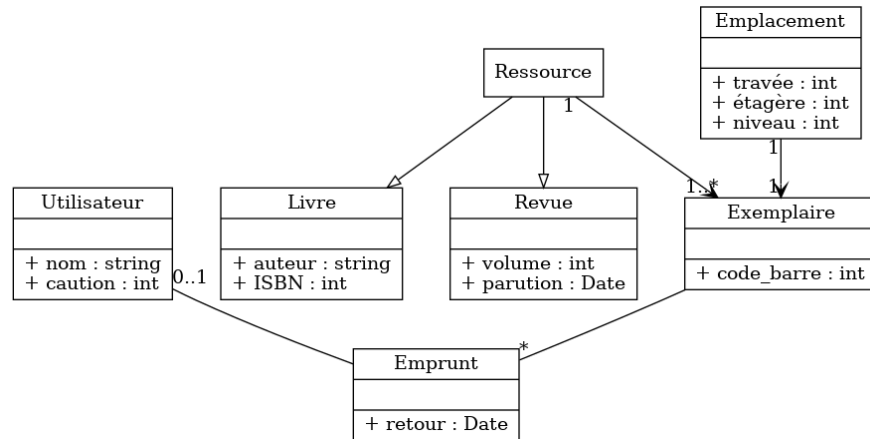 Emplacement
+ travée : int
+ étagère : int
+ niveau : int
Ressource
1
1
1..*
1
Utilisateur
+ nom : string
+ caution : int
Livre
+ auteur : string
+ ISBN : int
Revue
+ volume : int
+ parution : Date
Exemplaire
+ code_barre : int
0..1
*
Emprunt
+ retour : Date